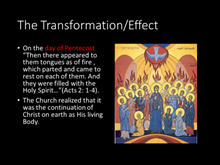 The Transformation/Effect
• On the day of Pentecost
"Then there appeared to
them tongues as of fire ,
which parted and came to
rest on each of them. And
they were filled with the
Holy Spirit…"(Acts 2: 1-4).
• The Church realized that it
was the continuation of
Christ on earth as His living
Body.